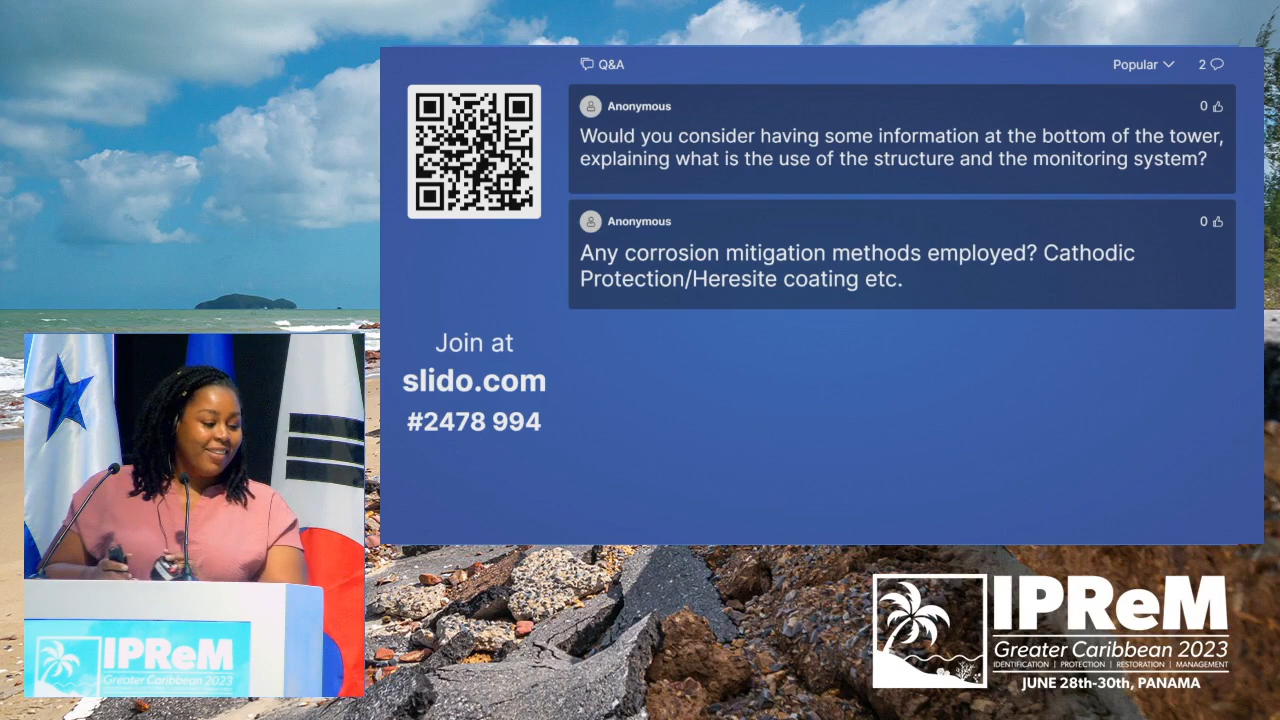 Q&A
Popular
2
Anonymous
0
Would you consider having some information at the bottom of the tower,
explaining what is the use of the structure and the monitoring system?
Anonymous
0
Any corrosion mitigation methods employed? Cathodic
Protection/Heresite coating etc.
Join at
slido.com
#2478 994
IPReM
Greater Caribbean 2023
IPReM
Greater Caribbean 2023
IDENTIFICATION | PROTECTION | RESTORATION | MANAGEMENT
JUNE 28th-30th, PANAMA